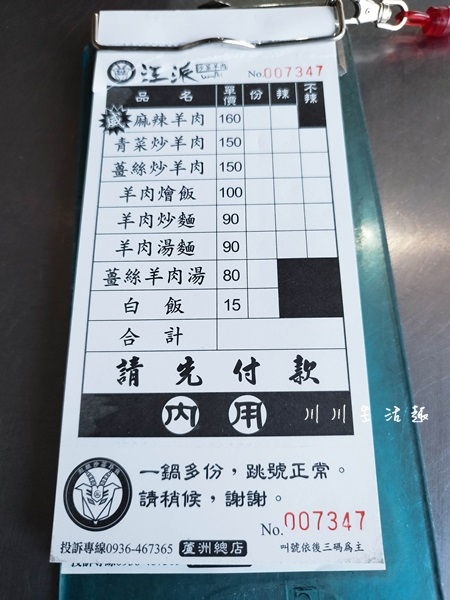 汪派 炒羊肉 No.007347
品名 單價 份 辣 不辣
麻辣羊肉 160
青菜炒羊肉 150
薑絲炒羊肉 150
羊肉燴飯 100
羊肉炒麵 90
羊肉湯麵 90
薑絲羊肉湯 80
白飯 15
合計
請先付款
內用
川川生活趣
一鍋多份，跳號正常。
請稍候，謝謝。
No.007347
投訴專線0936-467365 蘆洲總店 叫號依後三碼為主